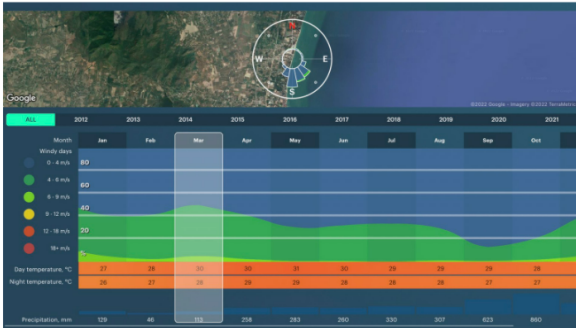 W E
S
Google
©2022 Google - Imagery ©2022 TerraMetrics
ALL 2012 2013 2014 2015 2016 2017 2018 2019 2020 2021
Month Jan Feb Mar Apr May Jun Jul Aug Sep Oct
Windy days
0 - 4 m/s 80
4 - 6 m/s
60
6 - 9 m/s
9 - 12 m/s 40
12 - 18 m/s 20
18+ m/s
Day temperature, °C 27 28 30 30 31 30 29 29 29 28
Night temperature, °C 26 27 28 29 29 28 28 28 27 27
Precipitation, mm 129 46 113 258 283 260 330 307 623 860